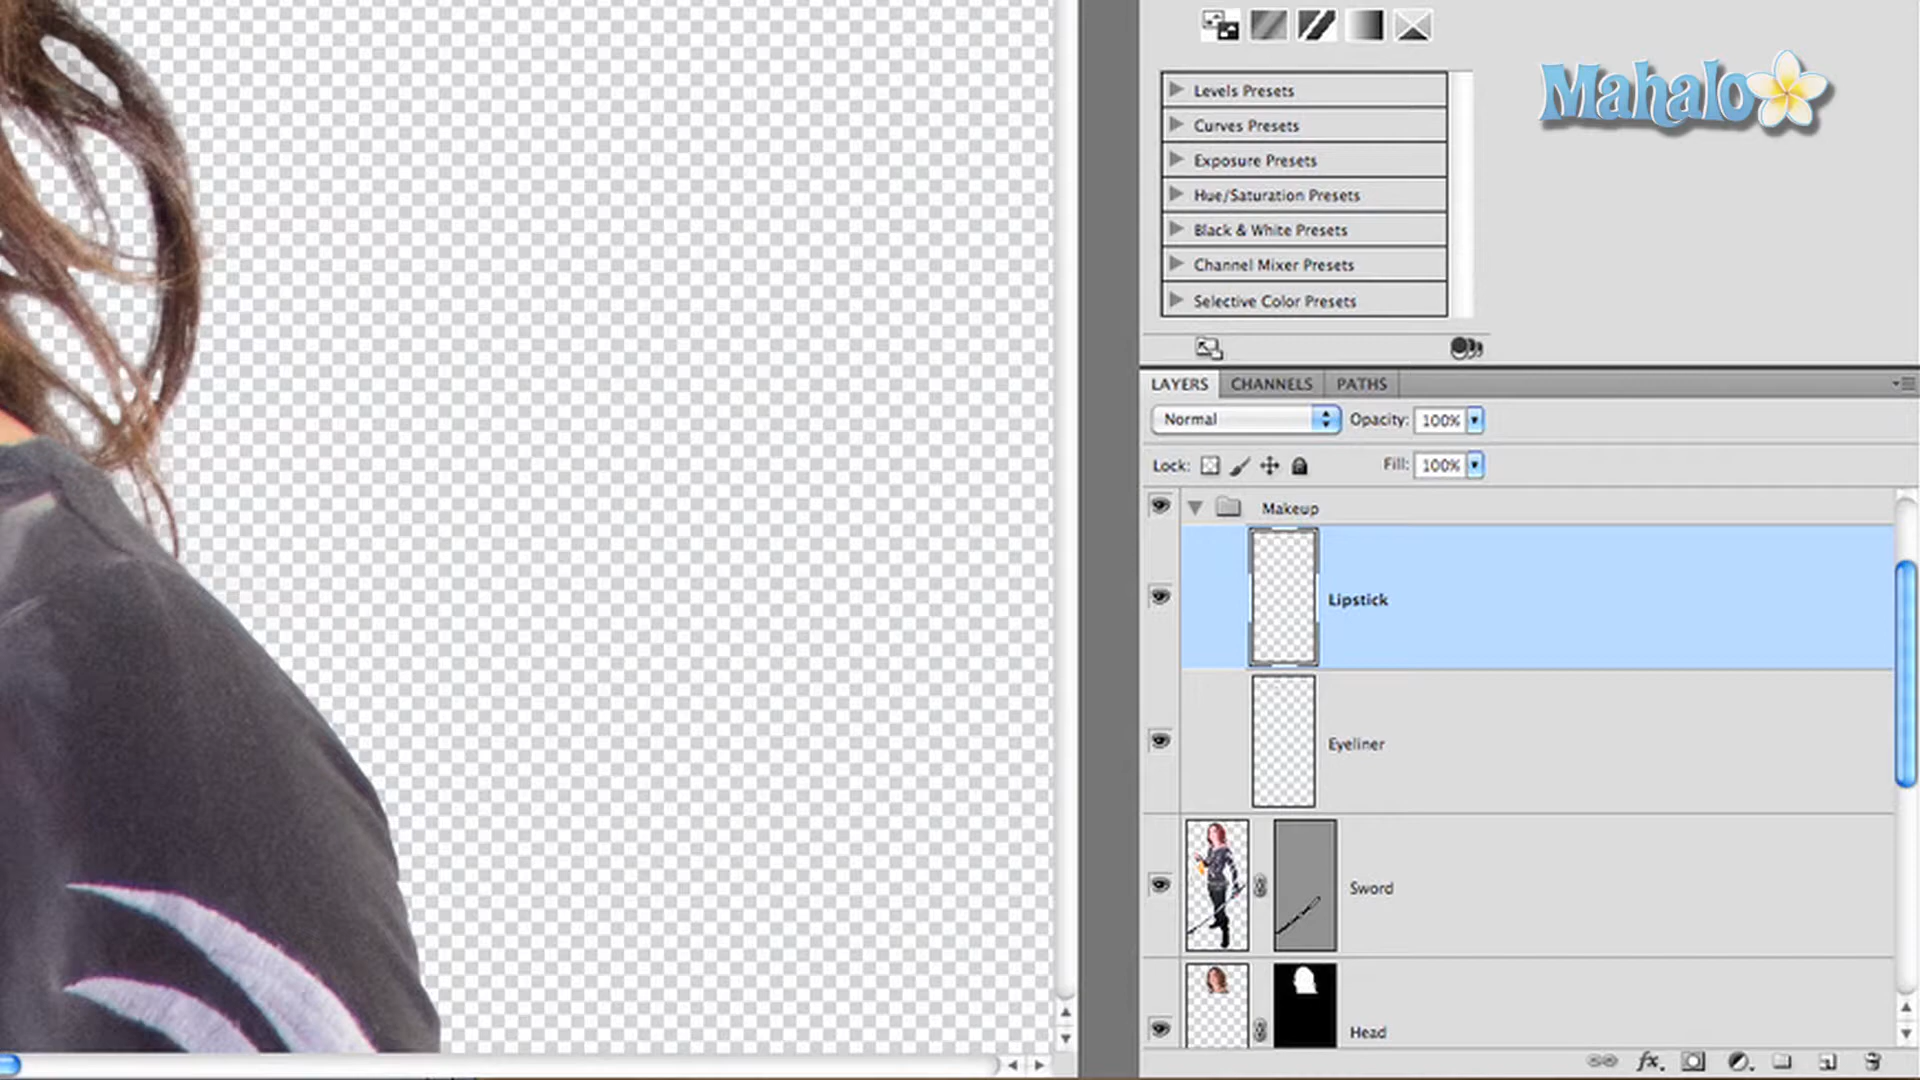 Mahalo
Levels Presets
Curves Presets
Exposure Presets
Hue/Saturation Presets
Black & White Presets
Channel Mixer Presets
Selective Color Presets
LAYERS CHANNELS PATHS
Normal Opacity: 100%
Lock: Fill: 100%
Makeup
Lipstick
Eyeliner
Sword
Head
fx